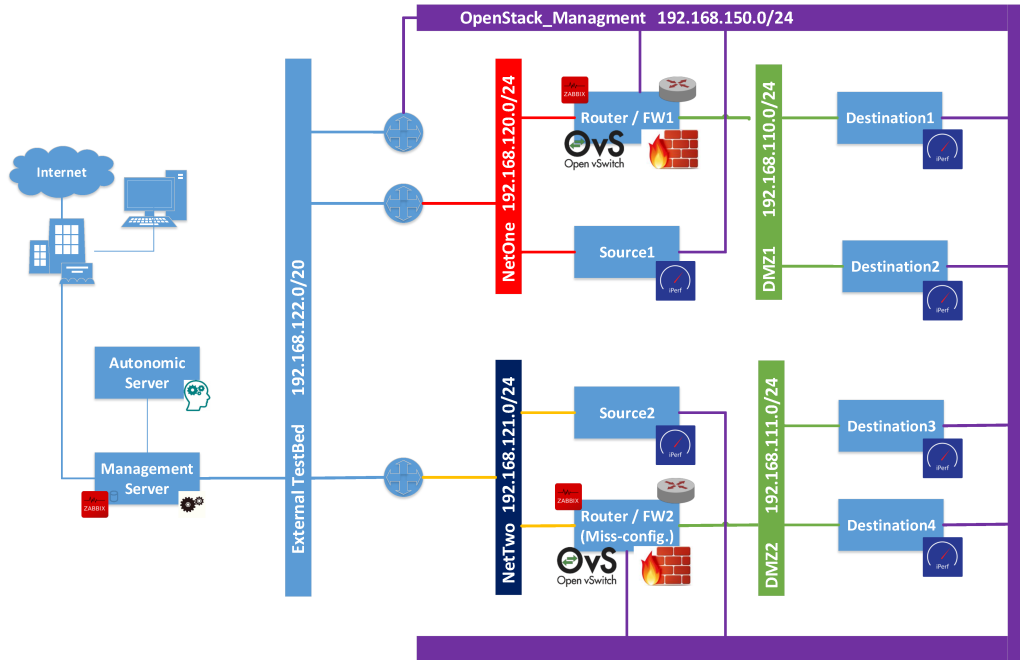 OpenStack_Managment 192.168.150.0/24
Internet
Autonomic
Server
Management
Server
ZABBIX
External TestBed 192.168.122.0/20
NetOne 192.168.120.0/24
ZABBIX
Router / FW1
OvS
Open vSwitch
Source1
iPerf
DMZ1 192.168.110.0/24
Destination1
iPerf
Destination2
iPerf
NetTwo 192.168.121.0/24
Source2
iPerf
ZABBIX
Router / FW2
(Miss-config.)
OvS
Open vSwitch
DMZ2 192.168.111.0/24
Destination3
iPerf
Destination4
iPerf